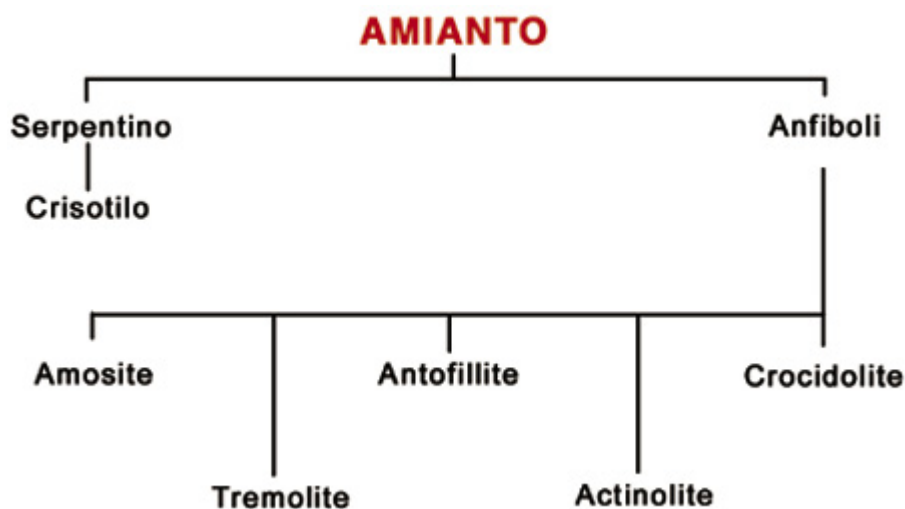 AMIANTO
Serpentino
Anfiboli
Crisotilo
Amosite
Antofillite
Crocidolite
Tremolite
Actinolite